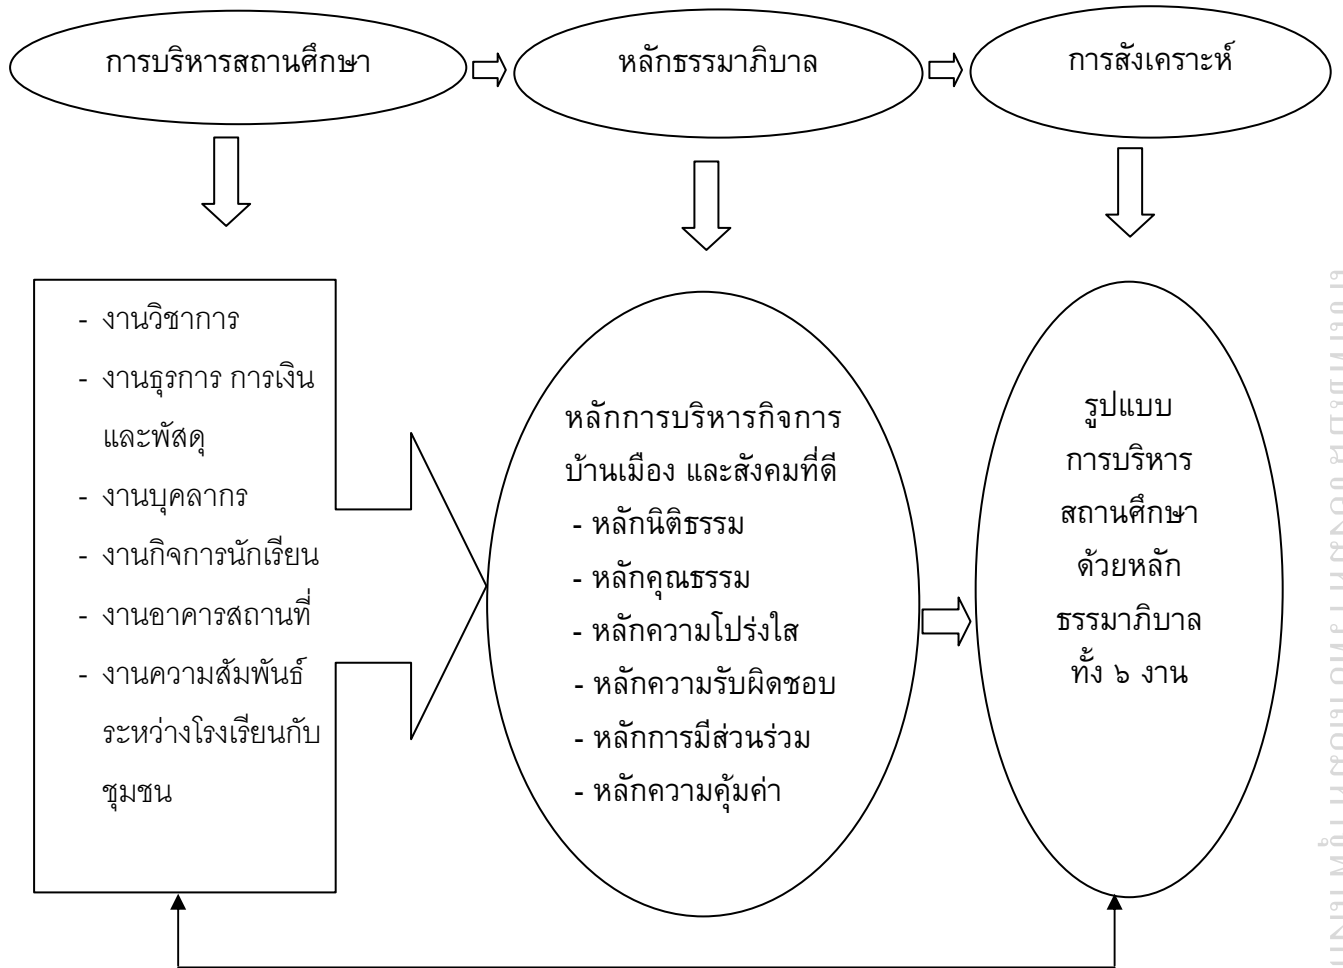 การบริหารสถานศึกษา
หลักธรรมาภิบาล
การสังเคราะห์
- งานวิชาการ
- งานธุรการ การเงิน
และพัสดุ
- งานบุคลากร
- งานกิจการนักเรียน
- งานอาคารสถานที่
- งานความสัมพันธ์
ระหว่างโรงเรียนกับ
ชุมชน
หลักการบริหารกิจการ
บ้านเมือง และสังคมที่ดี
- หลักนิติธรรม
- หลักคุณธรรม
- หลักความโปร่งใส
- หลักความรับผิดชอบ
- หลักการมีส่วนร่วม
- หลักความคุ้มค่า
รูปแบบ
การบริหาร
สถานศึกษา
ด้วยหลัก
ธรรมาภิบาล
ทั้ง ๖ งาน